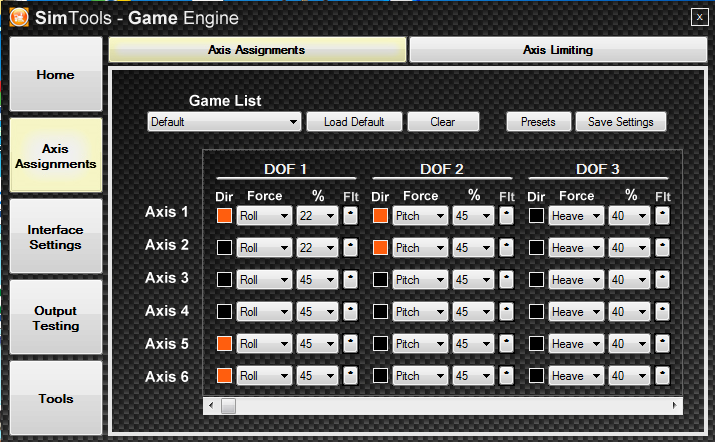 SimTools - Game Engine x
Axis Assignments Axis Limiting
Home
Game List
Default Load Default Clear Presets Save Settings
Axis Assignments
DOF 1 DOF 2 DOF 3
Dir Force % Flt Dir Force % Flt Dir Force % Flt
Axis 1 Roll 22 * Pitch 45 * Heave 40 *
Axis 2 Roll 22 * Pitch 45 * Heave 40 *
Interface Settings
Axis 3 Roll 45 * Pitch 45 * Heave 40 *
Axis 4 Roll 45 * Pitch 45 * Heave 40 *
Output Testing
Axis 5 Roll 45 * Pitch 45 * Heave 40 *
Axis 6 Roll 45 * Pitch 45 * Heave 40 *
Tools